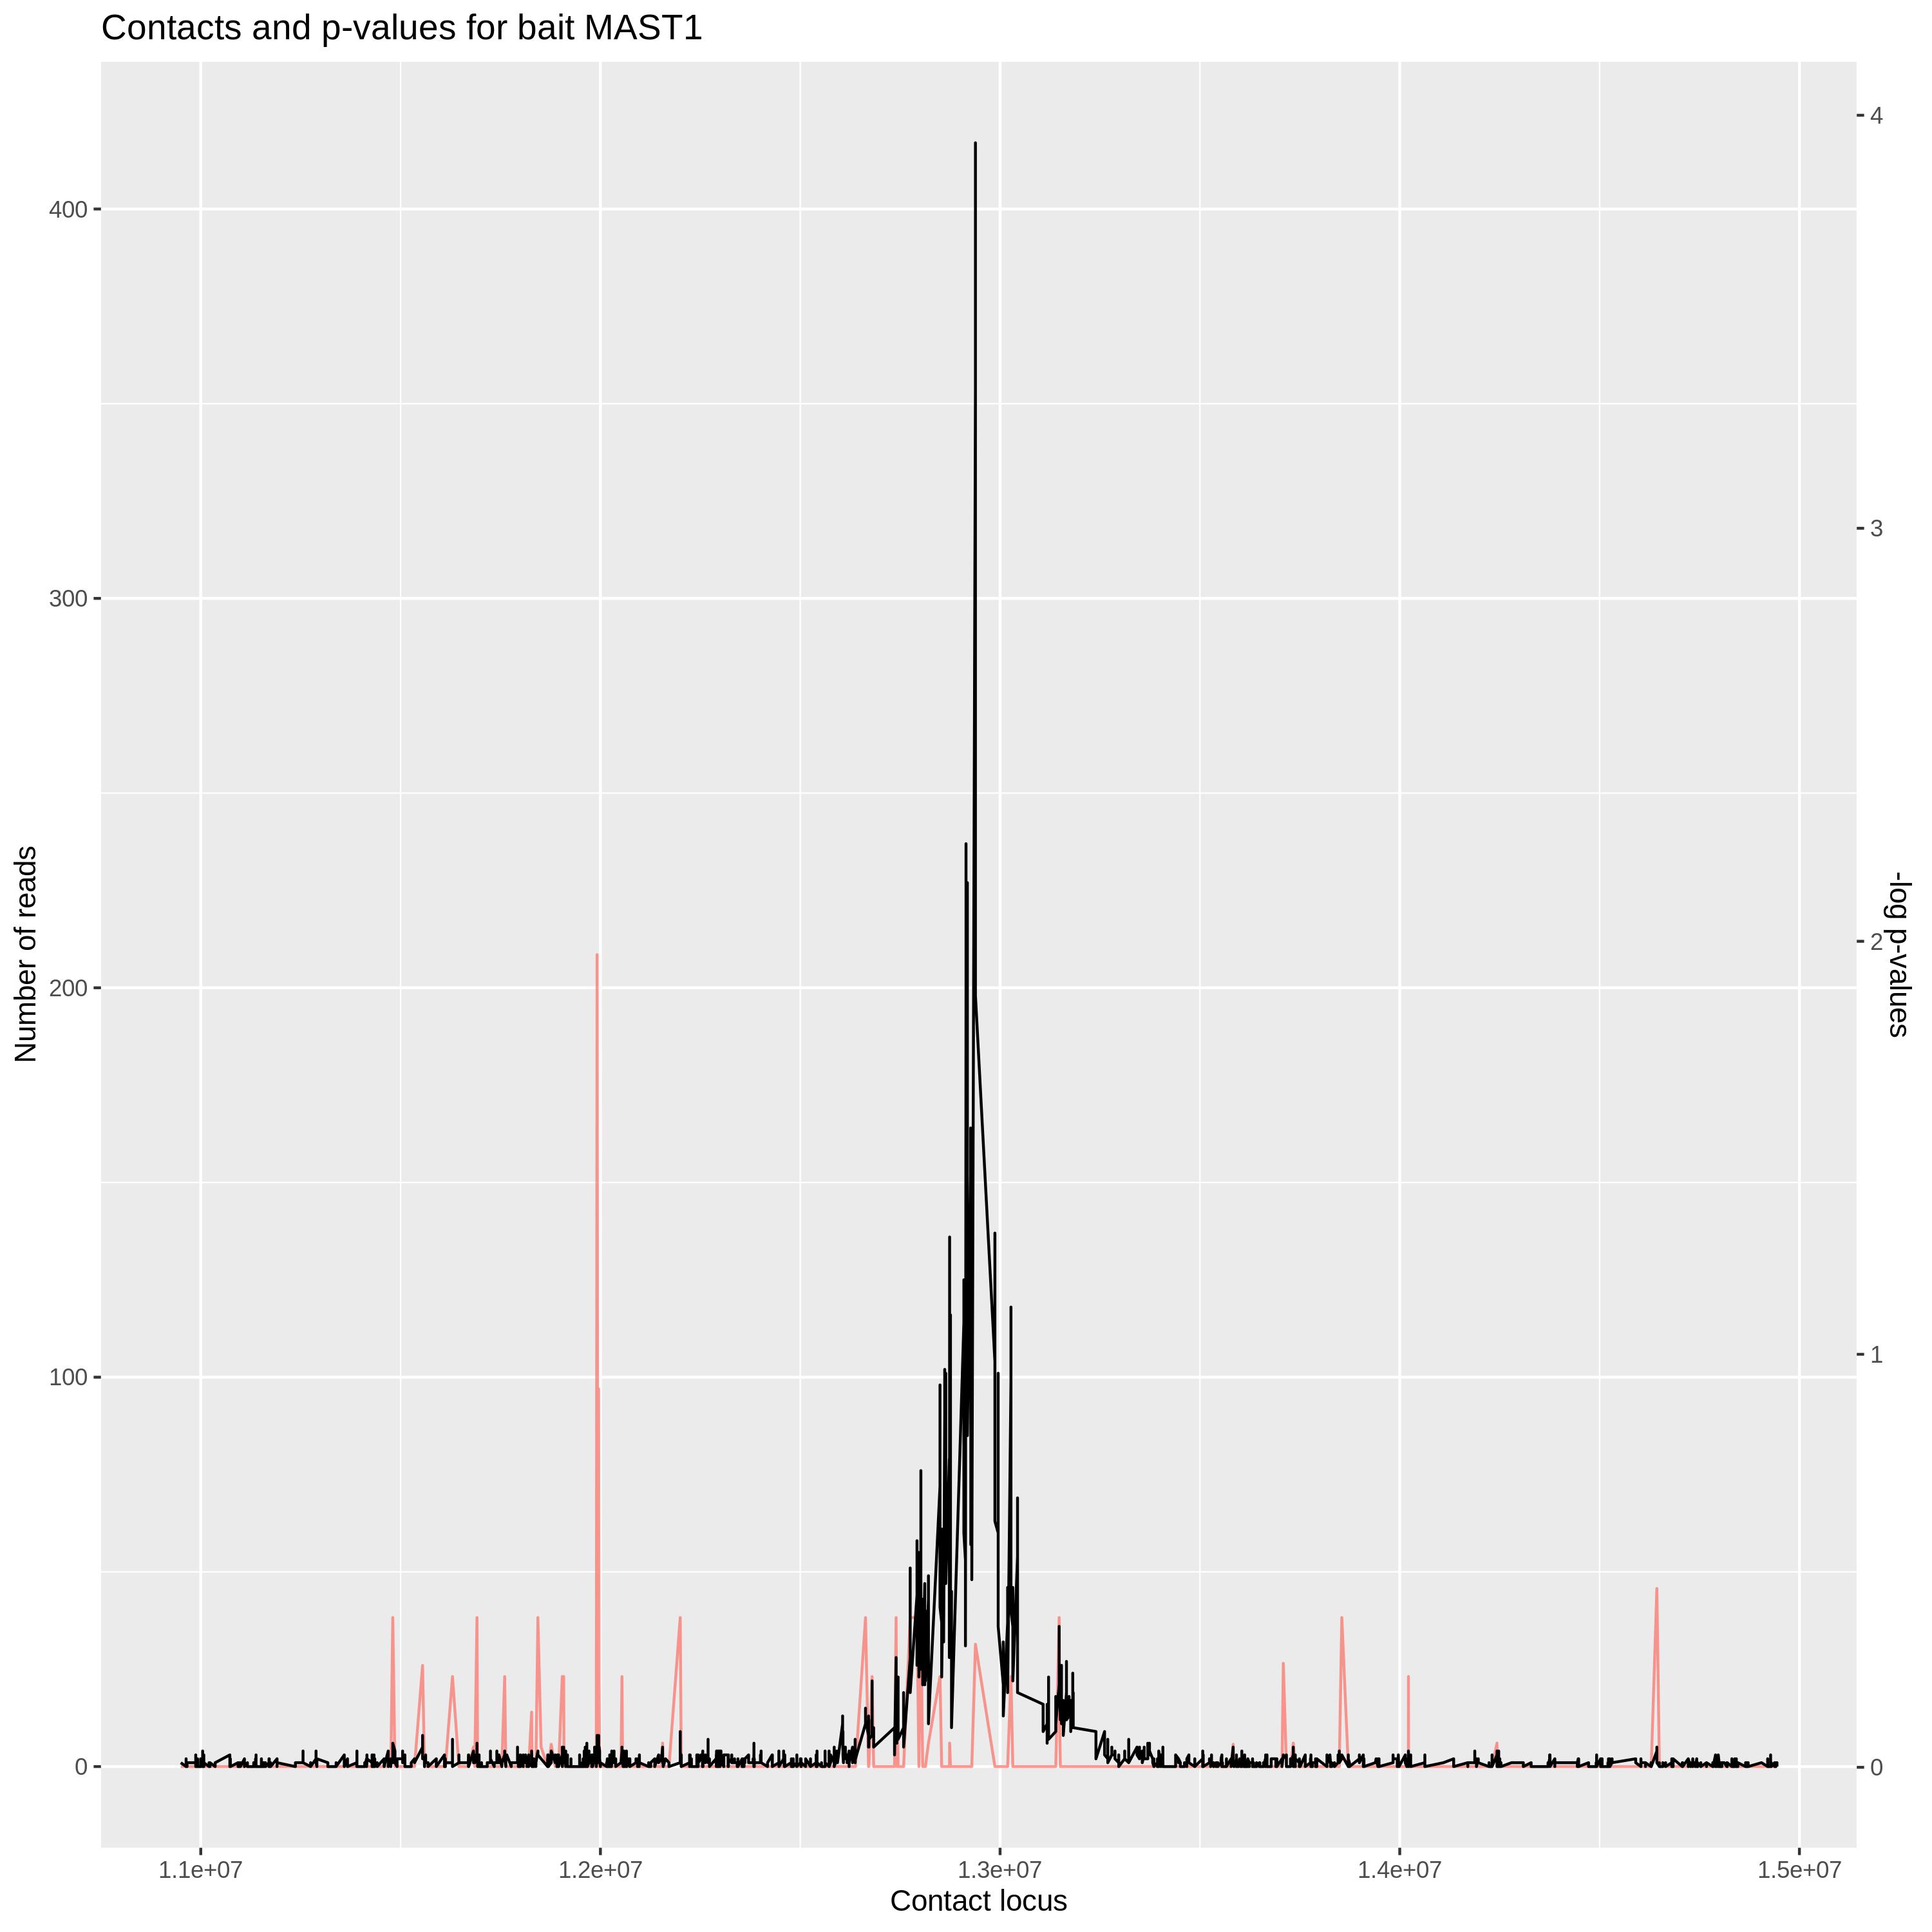 Contacts and p-values for bait MAST1
Number of reads
400
300
200
100
0
4
3
2
1
0
-log p-values
1.1e+07 1.2e+07 1.3e+07 1.4e+07 1.5e+07
Contact locus